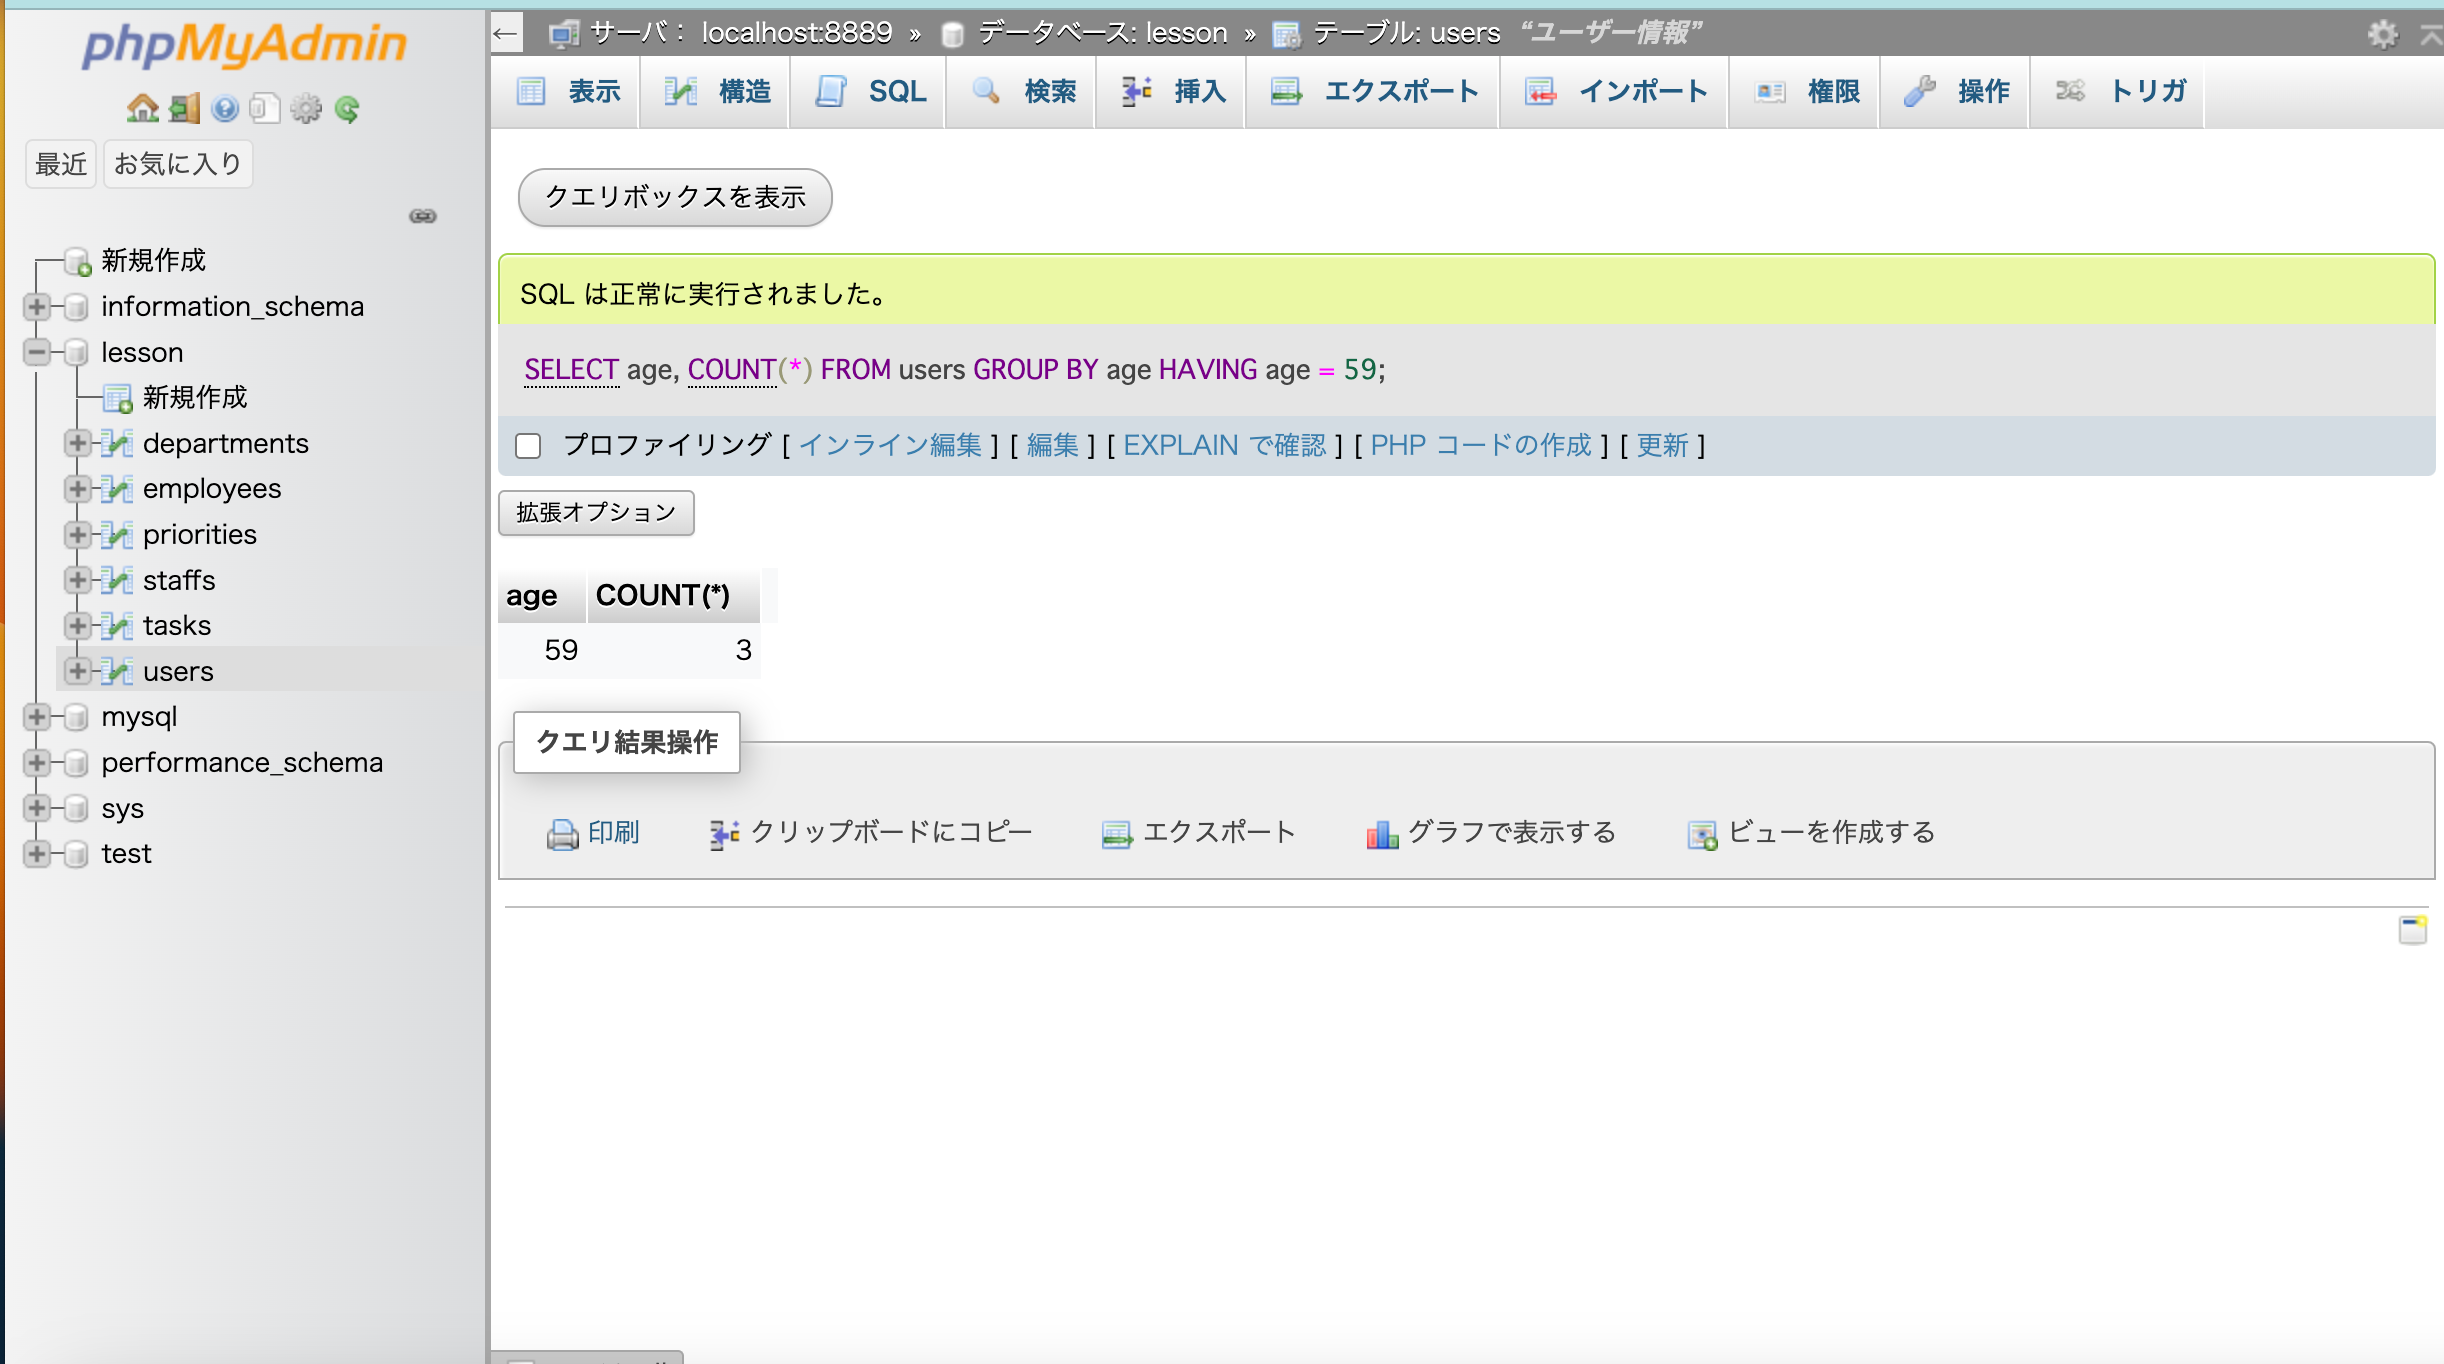 phpMyAdmin
最近 お気に入り
新規作成
information_schema
lesson
新規作成
departments
employees
priorities
staffs
tasks
users
mysql
performance_schema
sys
test
← サーバ： localhost:8889 » データベース: lesson » テーブル: users “ユーザー情報”
表示 構造 SQL 検索 挿入 エクスポート インポート 権限 操作 トリガ
クエリボックスを表示
SQL は正常に実行されました。
SELECT age, COUNT(*) FROM users GROUP BY age HAVING age = 59;
プロファイリング [ インライン編集 ] [ 編集 ] [ EXPLAIN で確認 ] [ PHP コードの作成 ] [ 更新 ]
拡張オプション
age COUNT(*)
59 3
クエリ結果操作
印刷 クリップボードにコピー エクスポート グラフで表示する ビューを作成する